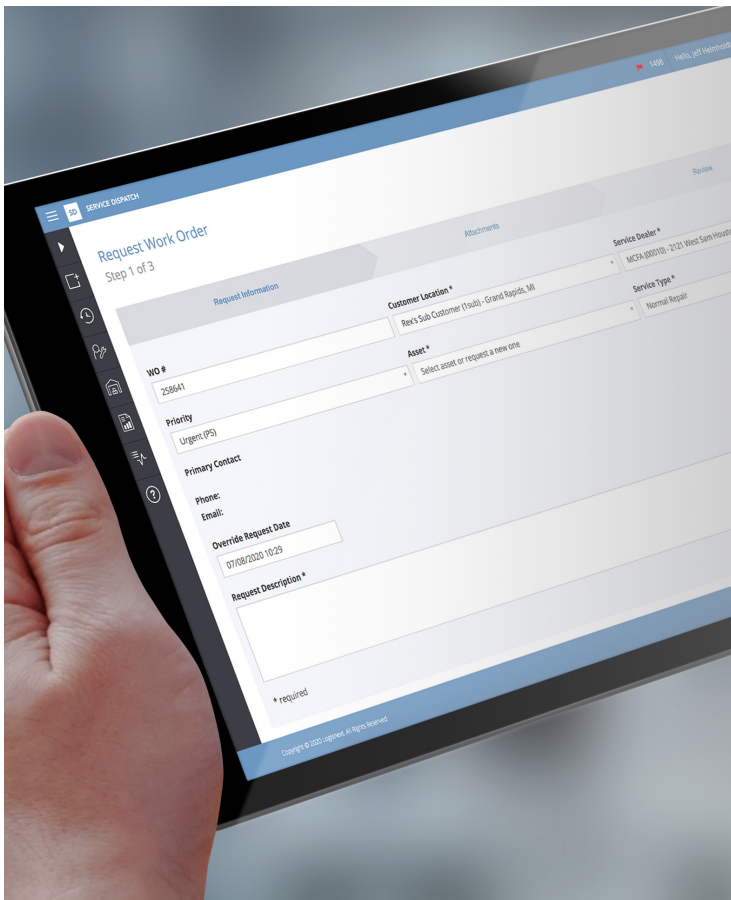 1498 Hello, Jeff Helmholdt
SD SERVICE DISPATCH
Request Work Order
Step 1 of 3
Request Information
Attachments
Review
WO #
258641
Customer Location *
Rex's Sub Customer (1sub) - Grand Rapids, MI
Service Dealer *
MCFA (00010) - 2121 West Sam Houston
Priority
Urgent (PS)
Asset *
Select asset or request a new one
Service Type *
Normal Repair
Primary Contact
Phone:
Email:
Override Request Date
07/08/2020 10:29
Request Description *
* required
Copyright © 2020 Logisnext. All Rights Reserved